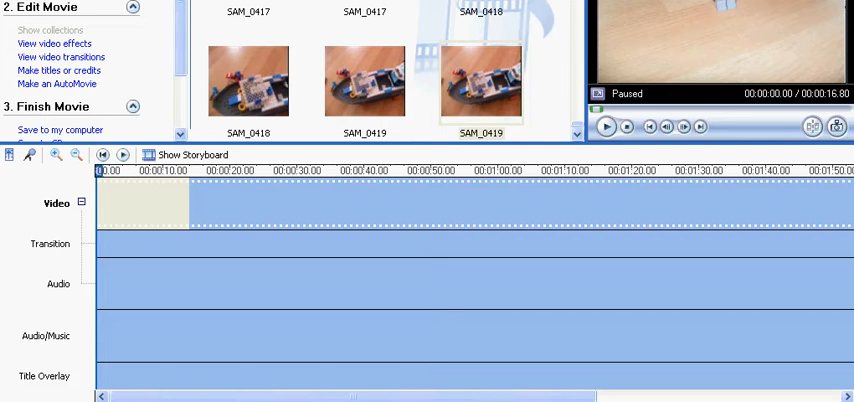 2. Edit Movie
Show collections
View video effects
View video transitions
Make titles or credits
Make an AutoMovie
3. Finish Movie
Save to my computer
SAM_0417
SAM_0417
SAM_0418
SAM_0418
SAM_0419
SAM_0419
Paused
00:00:00.00 / 00:00:16.80
Show Storyboard
0.00 00:00:10.00 00:00:20.00 00:00:30.00 00:00:40.00 00:00:50.00 00:01:00.00 00:01:10.00 00:01:20.00 00:01:30.00 00:01:40.00 00:01:50.00
Video
Transition
Audio
Audio/Music
Title Overlay